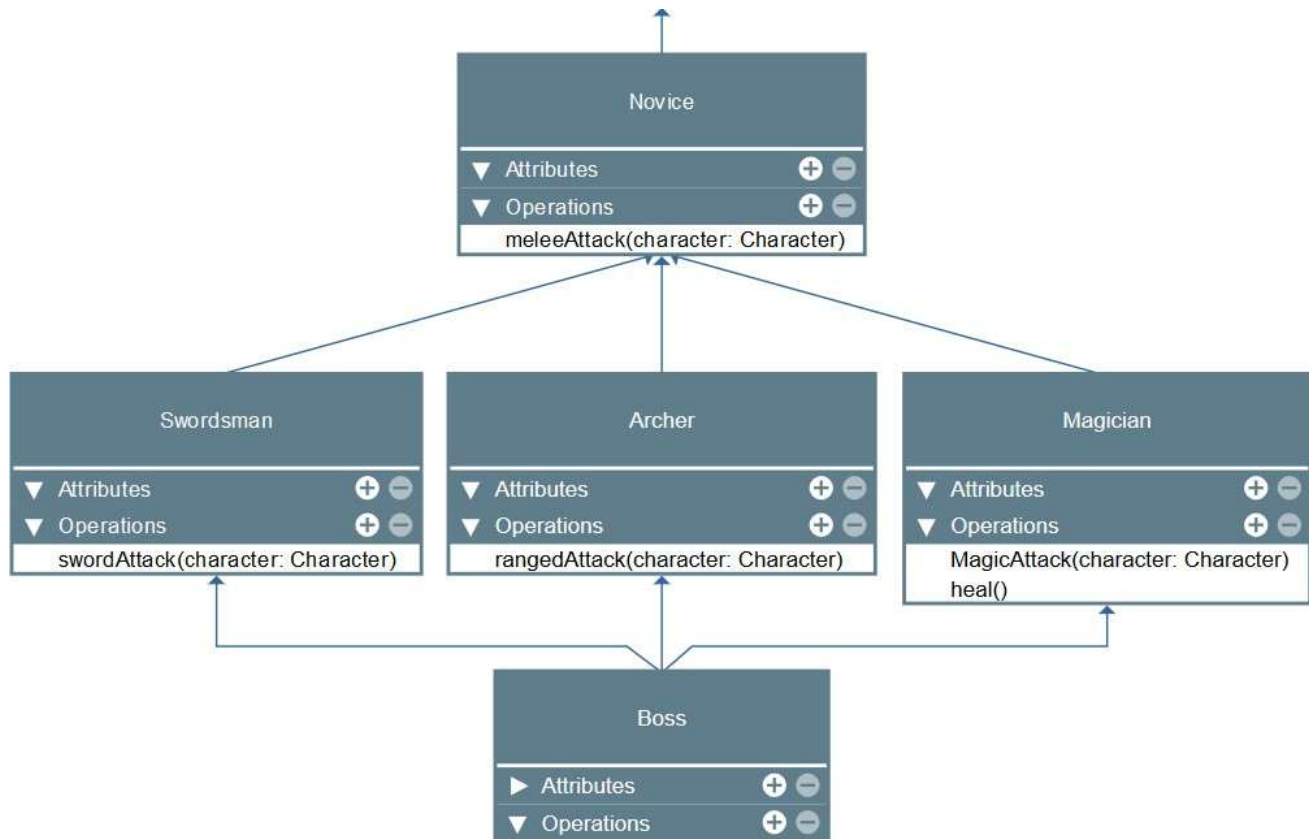 Novice
Attributes
Operations
meleeAttack(character: Character)
Swordsman
Attributes
Operations
swordAttack(character: Character)
Archer
Attributes
Operations
rangedAttack(character: Character)
Magician
Attributes
Operations
MagicAttack(character: Character)
heal()
Boss
Attributes
Operations